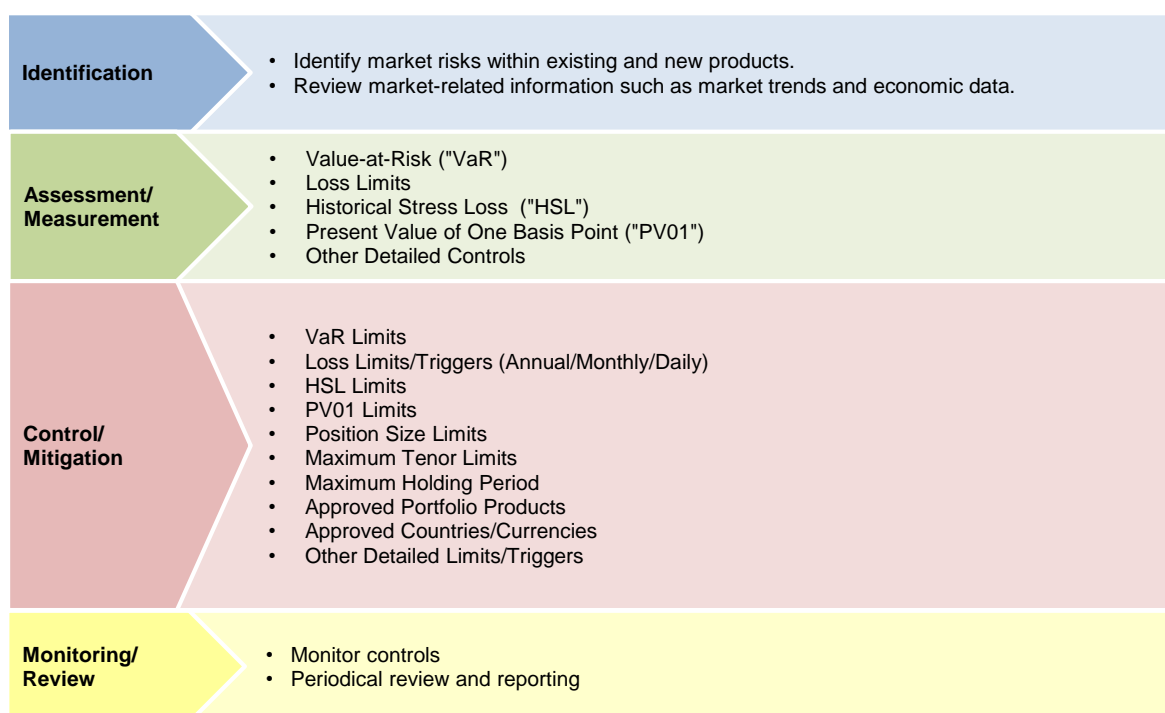 Identification
• Identify market risks within existing and new products.
• Review market-related information such as market trends and economic data.
Assessment/
Measurement
• Value-at-Risk ("VaR")
• Loss Limits
• Historical Stress Loss ("HSL")
• Present Value of One Basis Point ("PV01")
• Other Detailed Controls
Control/
Mitigation
• VaR Limits
• Loss Limits/Triggers (Annual/Monthly/Daily)
• HSL Limits
• PV01 Limits
• Position Size Limits
• Maximum Tenor Limits
• Maximum Holding Period
• Approved Portfolio Products
• Approved Countries/Currencies
• Other Detailed Limits/Triggers
Monitoring/
Review
• Monitor controls
• Periodical review and reporting